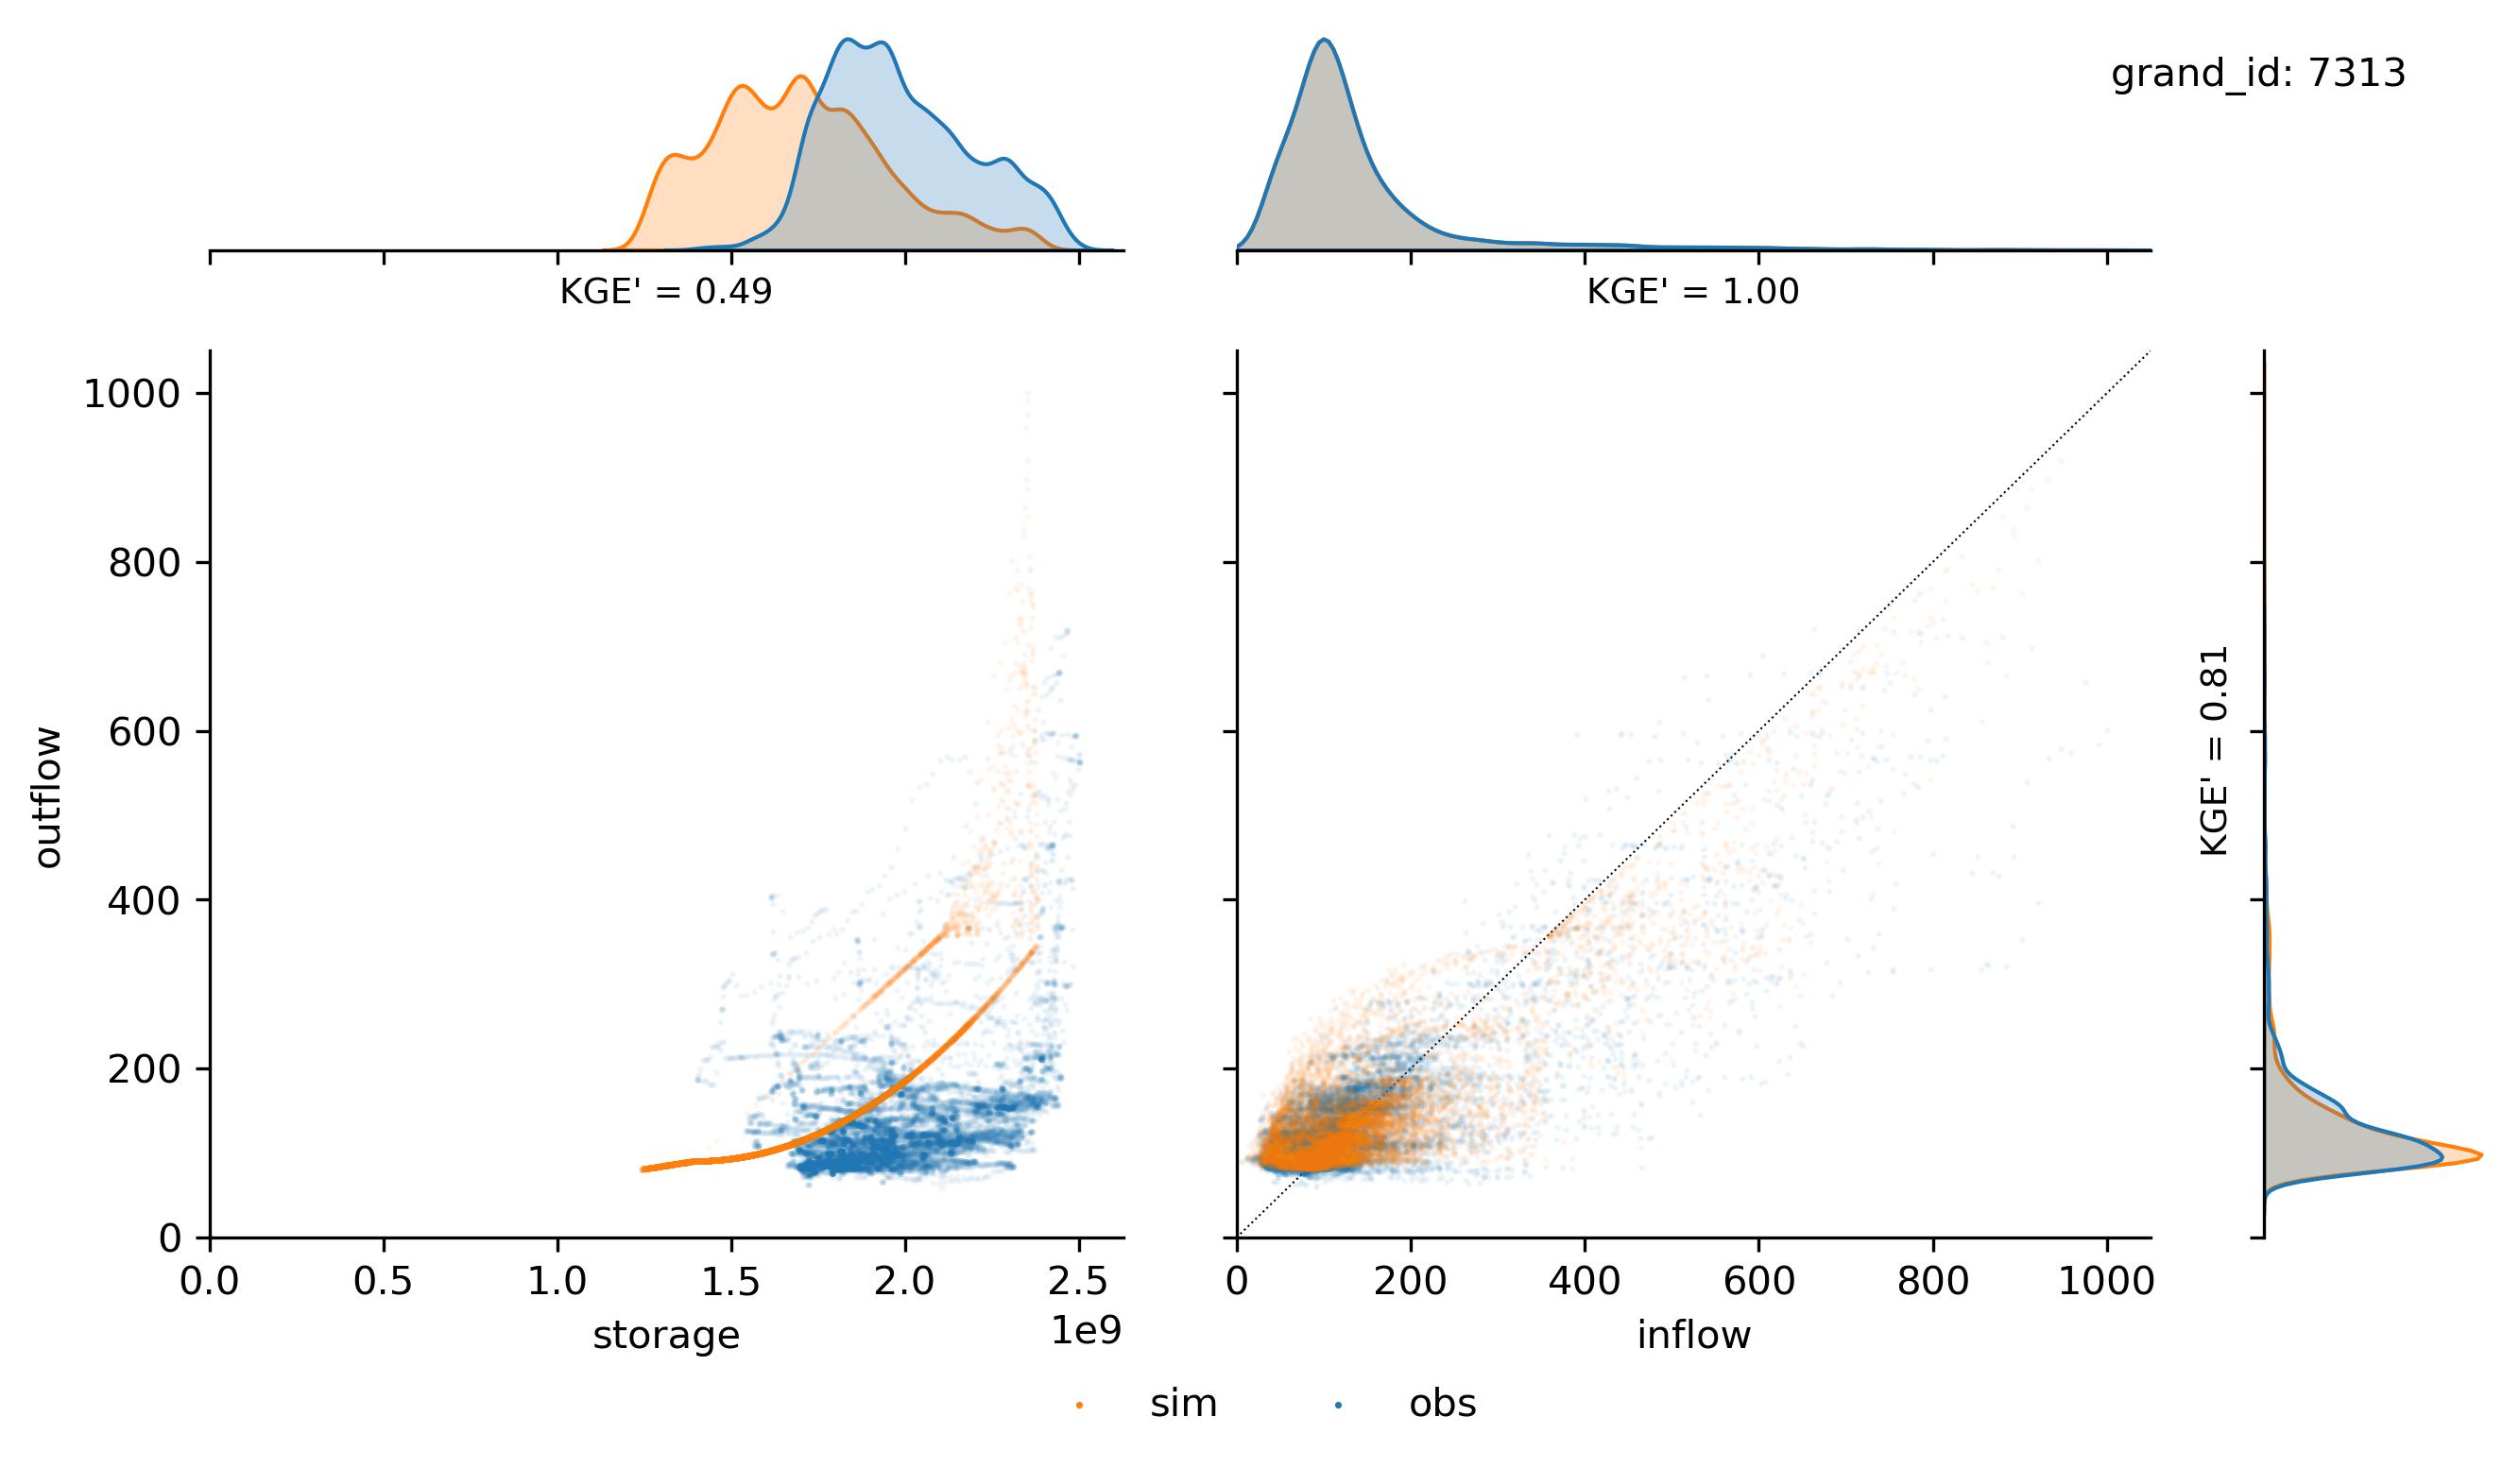 grand_id: 7313
KGE' = 0.49
KGE' = 1.00
1000
800
600
400
200
0
outflow
KGE' = 0.81
0.0 0.5 1.0 1.5 2.0 2.5
1e9
storage
0 200 400 600 800 1000
inflow
sim obs